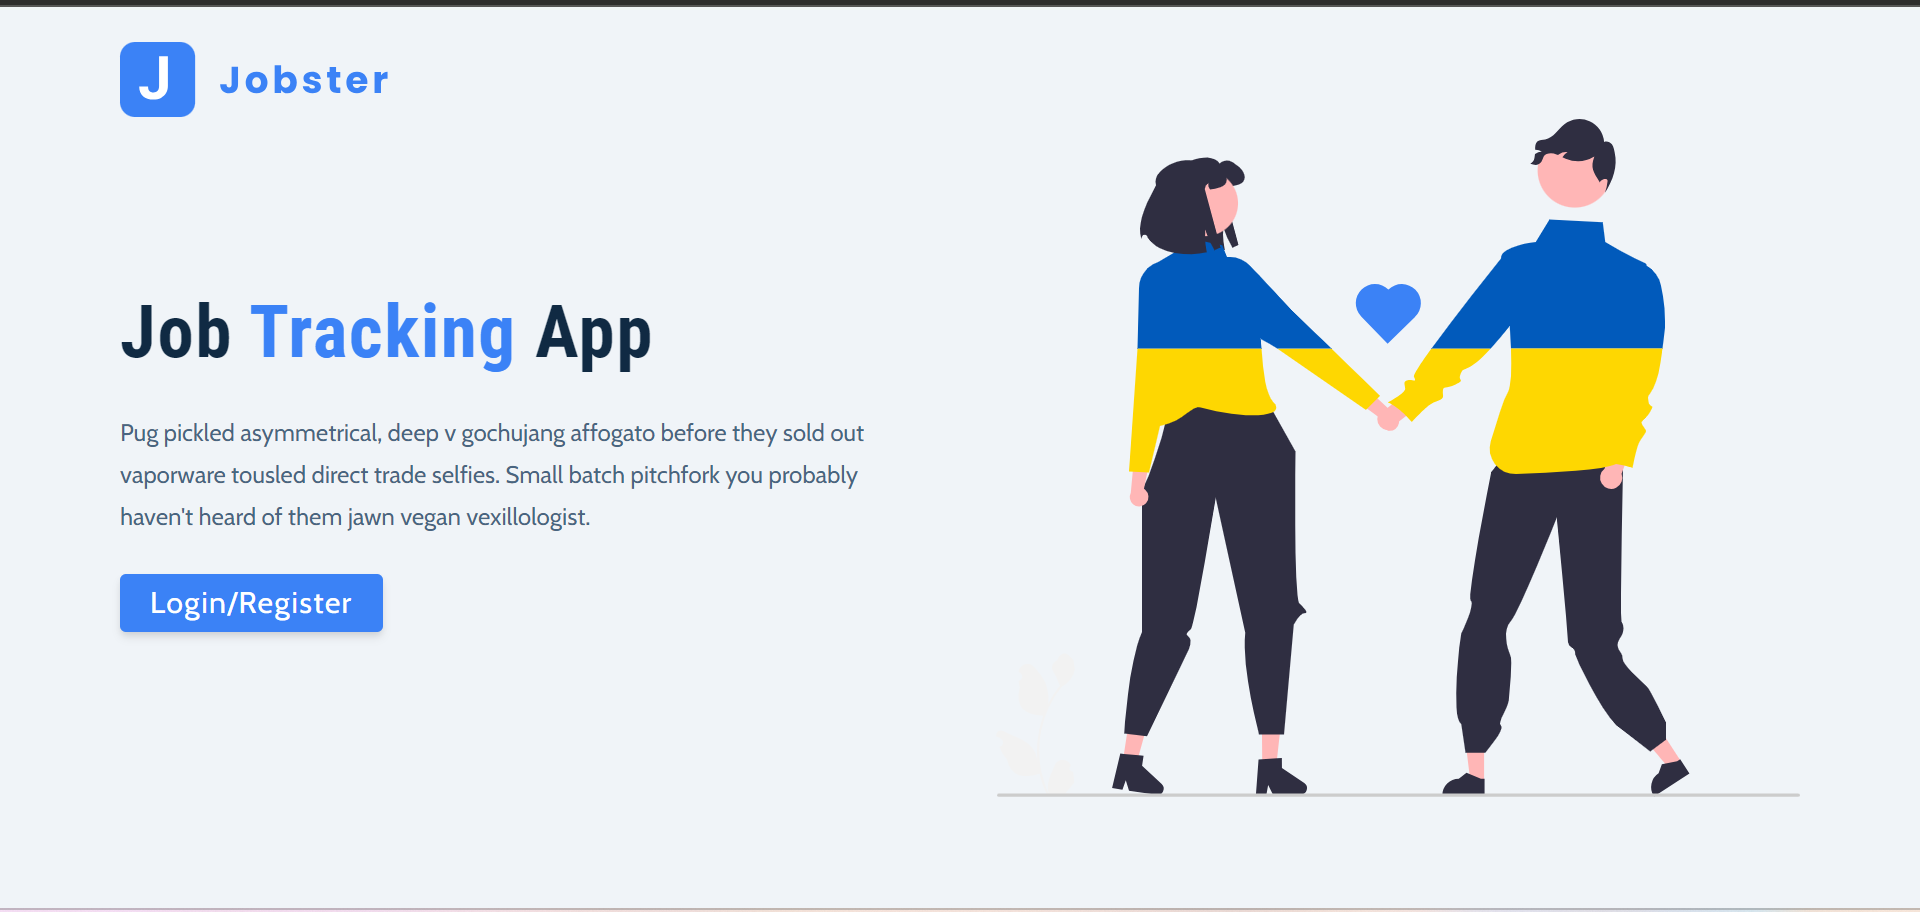 J Jobster
Job Tracking App
Pug pickled asymmetrical, deep v gochujang affogato before they sold out
vaporware tousled direct trade selfies. Small batch pitchfork you probably
haven't heard of them jawn vegan vexillologist.
Login/Register